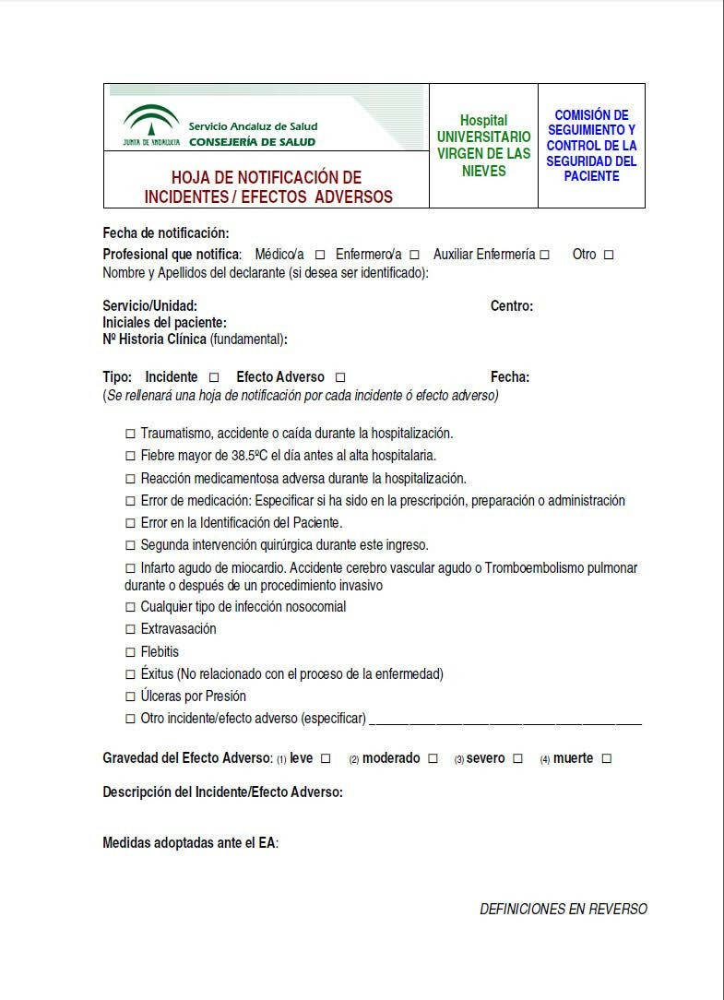 JUNTA DE ANDALUCIA
Servicio Andaluz de Salud
CONSEJERÍA DE SALUD
HOJA DE NOTIFICACIÓN DE
INCIDENTES / EFECTOS ADVERSOS
Hospital
UNIVERSITARIO
VIRGEN DE LAS
NIEVES
COMISIÓN DE
SEGUIMIENTO Y
CONTROL DE LA
SEGURIDAD DEL
PACIENTE
Fecha de notificación:
Profesional que notifica: Médico/a □ Enfermero/a □ Auxiliar Enfermería □ Otro □
Nombre y Apellidos del declarante (si desea ser identificado):
Servicio/Unidad: Centro:
Iniciales del paciente:
Nº Historia Clínica (fundamental):
Tipo: Incidente □ Efecto Adverso □ Fecha:
(Se rellenará una hoja de notificación por cada incidente ó efecto adverso)
□ Traumatismo, accidente o caída durante la hospitalización.
□ Fiebre mayor de 38.5ºC el día antes al alta hospitalaria.
□ Reacción medicamentosa adversa durante la hospitalización.
□ Error de medicación: Especificar si ha sido en la prescripción, preparación o administración
□ Error en la Identificación del Paciente.
□ Segunda intervención quirúrgica durante este ingreso.
□ Infarto agudo de miocardio. Accidente cerebro vascular agudo o Tromboembolismo pulmonar
durante o después de un procedimiento invasivo
□ Cualquier tipo de infección nosocomial
□ Extravasación
□ Flebitis
□ Éxitus (No relacionado con el proceso de la enfermedad)
□ Úlceras por Presión
□ Otro incidente/efecto adverso (especificar) ________________________________________
Gravedad del Efecto Adverso: (1) leve □ (2) moderado □ (3) severo □ (4) muerte □
Descripción del Incidente/Efecto Adverso:
Medidas adoptadas ante el EA:
DEFINICIONES EN REVERSO